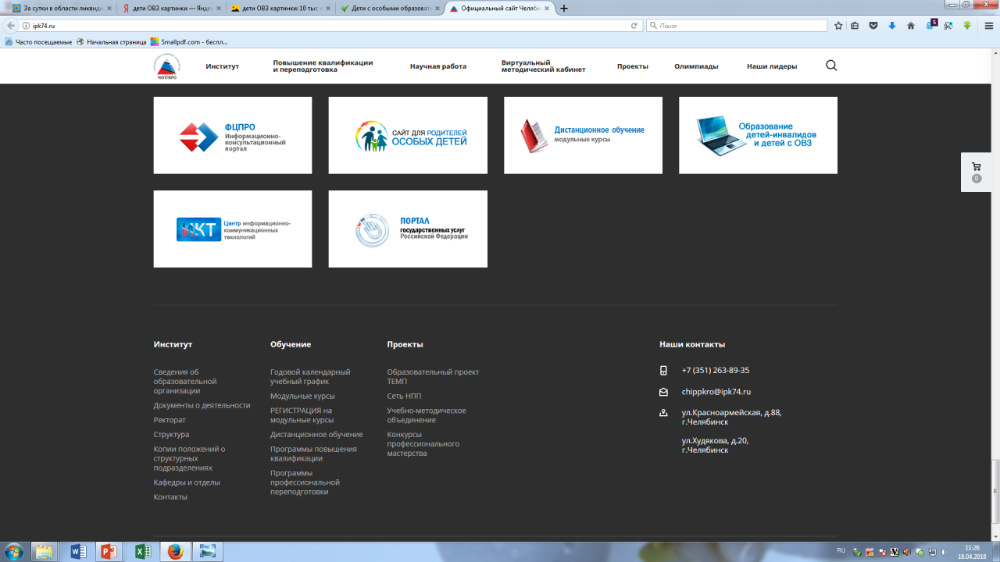 За сутки в области ликвиди
дети ОВЗ картинки — Яндек
дети ОВЗ картинки: 10 тыс и
Дети с особыми образовате
Официальный сайт Челяби
ipk74.ru
Поиск
5
Часто посещаемые
Начальная страница
Smallpdf.com - беспл...
ЧИППКРО
Институт
Повышение квалификации
и переподготовка
Научная работа
Виртуальный
методический кабинет
Проекты
Олимпиады
Наши лидеры
ФЦПРО
Информационно-
консультационный
портал
САЙТ ДЛЯ РОДИТЕЛЕЙ
ОСОБЫХ ДЕТЕЙ
Дистанционное обучение
модульные курсы
Образование
детей-инвалидов
и детей с ОВЗ
0
ИКТ
Центр информационно-
коммуникационных
технологий
ПОРТАЛ
государственных услуг
Российской Федерации
Институт
Сведения об
образовательной
организации
Документы о деятельности
Ректорат
Структура
Копии положений о
структурных
подразделениях
Кафедры и отделы
Контакты
Обучение
Годовой календарный
учебный график
Модульные курсы
РЕГИСТРАЦИЯ на
модульные курсы
Дистанционное обучение
Программы повышения
квалификации
Программы
профессиональной
переподготовки
Проекты
Образовательный проект
ТЕМП
Сеть НПП
Учебно-методическое
объединение
Конкурсы
профессионального
мастерства
Наши контакты
+7 (351) 263-89-35
chippkro@ipk74.ru
ул.Красноармейская, д.88,
г.Челябинск
ул.Худякова, д.20,
г.Челябинск
RU
11:26
18.04.2018